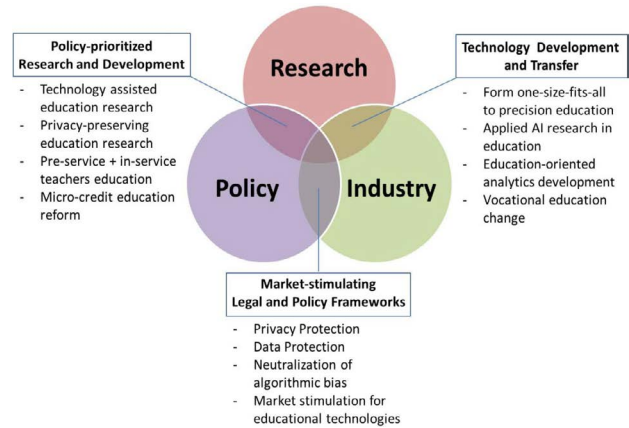 Policy-prioritized
Research and Development
- Technology assisted
education research
- Privacy-preserving
education research
- Pre-service + in-service
teachers education
- Micro-credit education
reform
Research
Policy
Industry
Technology Development
and Transfer
- Form one-size-fits-all
to precision education
- Applied AI research in
education
- Education-oriented
analytics development
- Vocational education
change
Market-stimulating
Legal and Policy Frameworks
- Privacy Protection
- Data Protection
- Neutralization of
algorithmic bias
- Market stimulation for
educational technologies